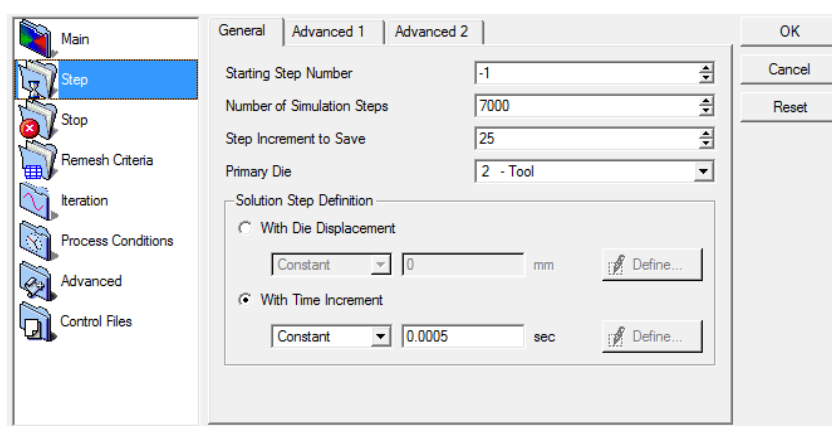 Main
Step
Stop
Remesh Criteria
Iteration
Process Conditions
Advanced
Control Files
General Advanced 1 Advanced 2
Starting Step Number -1
Number of Simulation Steps 7000
Step Increment to Save 25
Primary Die 2 - Tool
Solution Step Definition
With Die Displacement
Constant 0 mm Define...
With Time Increment
Constant 0.0005 sec Define...
OK
Cancel
Reset